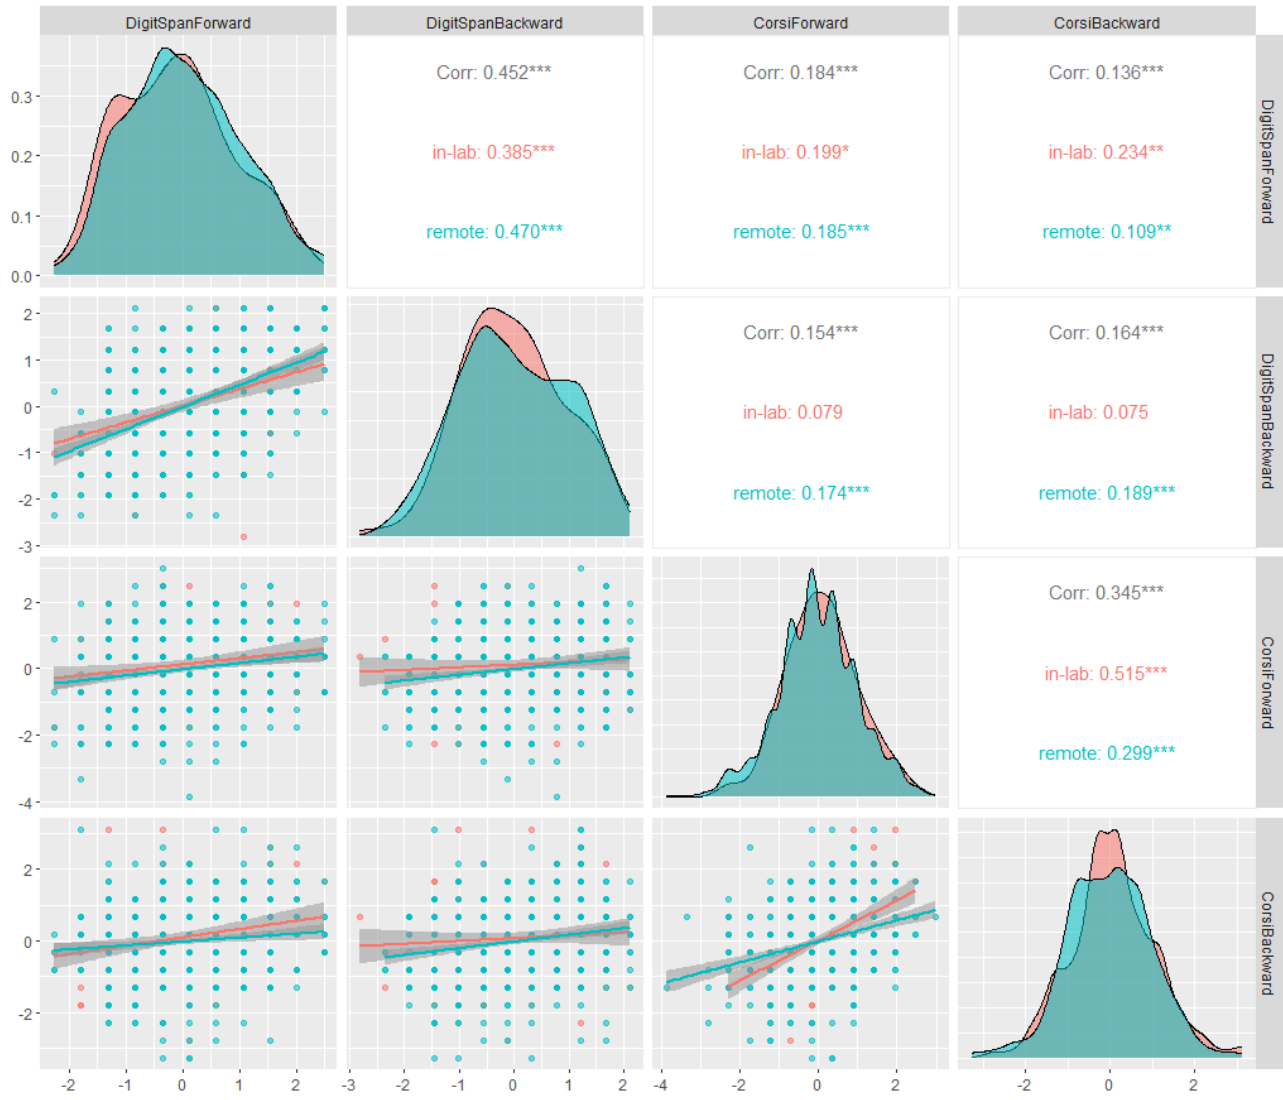 DigitSpanForward DigitSpanBackward CorsiForward CorsiBackward
0.3
0.2
0.1
0.0
Corr: 0.452***
in-lab: 0.385***
remote: 0.470***
Corr: 0.184***
in-lab: 0.199*
remote: 0.185***
Corr: 0.136***
in-lab: 0.234**
remote: 0.109**
DigitSpanForward
2
1
0
-1
-2
-3
Corr: 0.154***
in-lab: 0.079
remote: 0.174***
Corr: 0.164***
in-lab: 0.075
remote: 0.189***
DigitSpanBackward
2
0
-2
-4
Corr: 0.345***
in-lab: 0.515***
remote: 0.299***
CorsiForward
2
0
-2
CorsiBackward
-2 -1 0 1 2
-3 -2 -1 0 1 2
-4 -2 0 2
-2 0 2